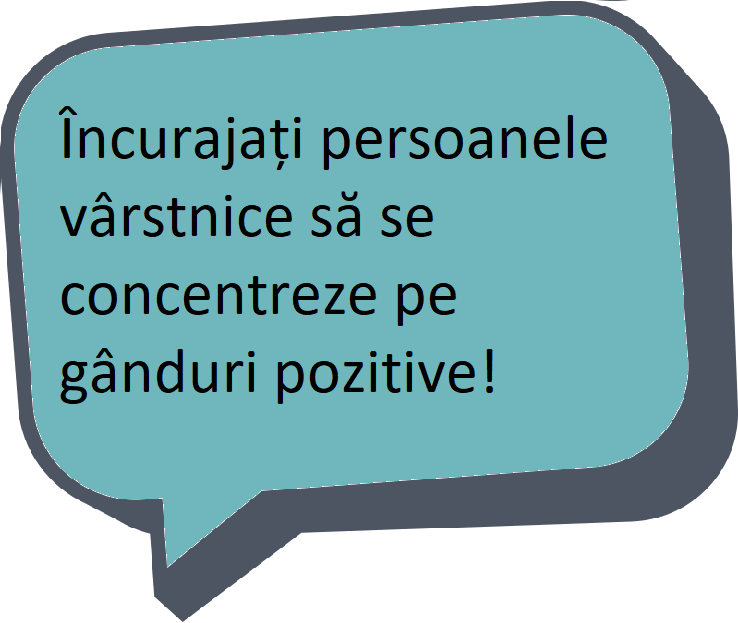 Încurajați persoanele
vârstnice să se
concentreze pe
gânduri pozitive!